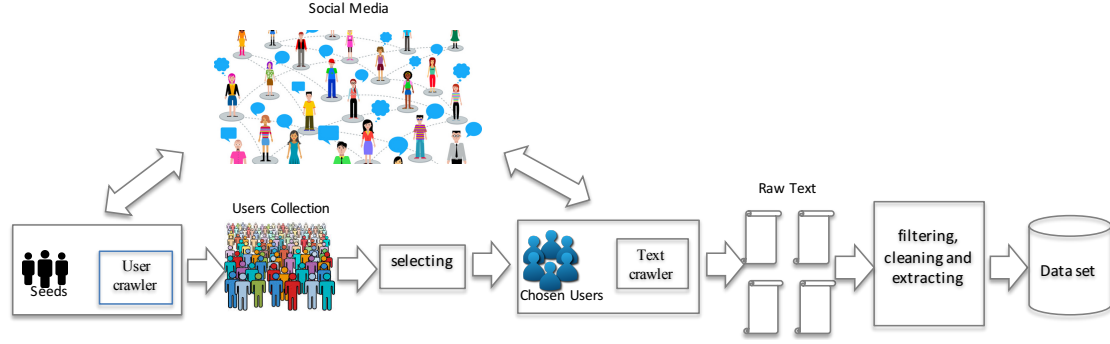 Social Media
Seeds
User
crawler
Users Collection
selecting
Chosen Users
Text
crawler
Raw Text
filtering,
cleaning and
extracting
Data set